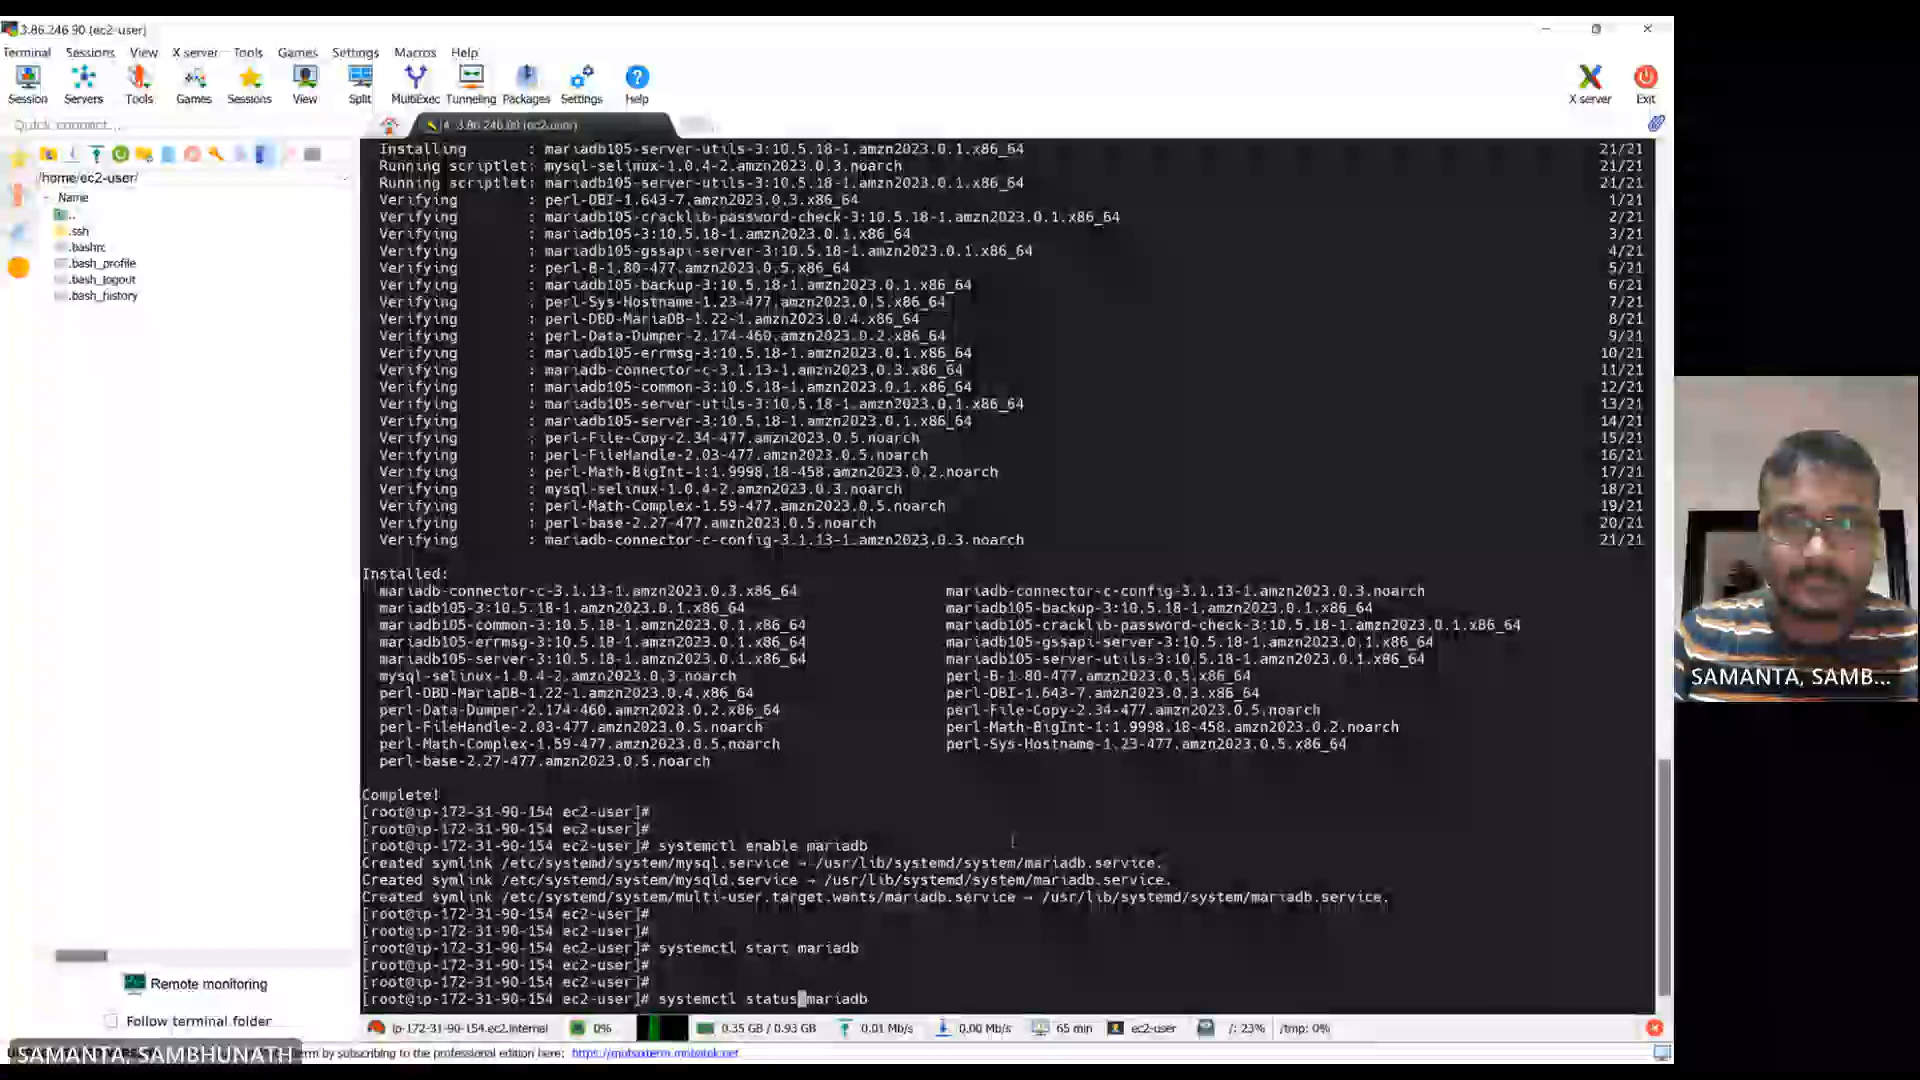 3.86.246.90 (ec2-user)
Terminal Sessions View X server Tools Games Settings Macros Help
Session Servers Tools Games Sessions View Split MultiExec Tunneling Packages Settings Help X server Exit
Quick connect...
4. 3.86.246.90 (ec2-user)
/home/ec2-user/
Name
..
.ssh
.bashrc
.bash_profile
.bash_logout
.bash_history
Installing : mariadb105-server-utils-3:10.5.18-1.amzn2023.0.1.x86_64 21/21
Running scriptlet: mysql-selinux-1.0.4-2.amzn2023.0.3.noarch 21/21
Running scriptlet: mariadb105-server-utils-3:10.5.18-1.amzn2023.0.1.x86_64 21/21
Verifying : perl-DBI-1.643-7.amzn2023.0.3.x86_64 1/21
Verifying : mariadb105-cracklib-password-check-3:10.5.18-1.amzn2023.0.1.x86_64 2/21
Verifying : mariadb105-3:10.5.18-1.amzn2023.0.1.x86_64 3/21
Verifying : mariadb105-gssapi-server-3:10.5.18-1.amzn2023.0.1.x86_64 4/21
Verifying : perl-B-1.80-477.amzn2023.0.5.x86_64 5/21
Verifying : mariadb105-backup-3:10.5.18-1.amzn2023.0.1.x86_64 6/21
Verifying : perl-Sys-Hostname-1.23-477.amzn2023.0.5.x86_64 7/21
Verifying : perl-DBD-MariaDB-1.22-1.amzn2023.0.4.x86_64 8/21
Verifying : perl-Data-Dumper-2.174-460.amzn2023.0.2.x86_64 9/21
Verifying : mariadb105-errmsg-3:10.5.18-1.amzn2023.0.1.x86_64 10/21
Verifying : mariadb-connector-c-3.1.13-1.amzn2023.0.3.x86_64 11/21
Verifying : mariadb105-common-3:10.5.18-1.amzn2023.0.1.x86_64 12/21
Verifying : mariadb105-server-utils-3:10.5.18-1.amzn2023.0.1.x86_64 13/21
Verifying : mariadb105-server-3:10.5.18-1.amzn2023.0.1.x86_64 14/21
Verifying : perl-File-Copy-2.34-477.amzn2023.0.5.noarch 15/21
Verifying : perl-FileHandle-2.03-477.amzn2023.0.5.noarch 16/21
Verifying : perl-Math-BigInt-1:1.9998.18-458.amzn2023.0.2.noarch 17/21
Verifying : mysql-selinux-1.0.4-2.amzn2023.0.3.noarch 18/21
Verifying : perl-Math-Complex-1.59-477.amzn2023.0.5.noarch 19/21
Verifying : perl-base-2.27-477.amzn2023.0.5.noarch 20/21
Verifying : mariadb-connector-c-config-3.1.13-1.amzn2023.0.3.noarch 21/21
Installed:
mariadb-connector-c-3.1.13-1.amzn2023.0.3.x86_64 mariadb-connector-c-config-3.1.13-1.amzn2023.0.3.noarch
mariadb105-3:10.5.18-1.amzn2023.0.1.x86_64 mariadb105-backup-3:10.5.18-1.amzn2023.0.1.x86_64
mariadb105-common-3:10.5.18-1.amzn2023.0.1.x86_64 mariadb105-cracklib-password-check-3:10.5.18-1.amzn2023.0.1.x86_64
mariadb105-errmsg-3:10.5.18-1.amzn2023.0.1.x86_64 mariadb105-gssapi-server-3:10.5.18-1.amzn2023.0.1.x86_64
mariadb105-server-3:10.5.18-1.amzn2023.0.1.x86_64 mariadb105-server-utils-3:10.5.18-1.amzn2023.0.1.x86_64
mysql-selinux-1.0.4-2.amzn2023.0.3.noarch perl-B-1.80-477.amzn2023.0.5.x86_64
perl-DBD-MariaDB-1.22-1.amzn2023.0.4.x86_64 perl-DBI-1.643-7.amzn2023.0.3.x86_64
perl-Data-Dumper-2.174-460.amzn2023.0.2.x86_64 perl-File-Copy-2.34-477.amzn2023.0.5.noarch
perl-FileHandle-2.03-477.amzn2023.0.5.noarch perl-Math-BigInt-1:1.9998.18-458.amzn2023.0.2.noarch
perl-Math-Complex-1.59-477.amzn2023.0.5.noarch perl-Sys-Hostname-1.23-477.amzn2023.0.5.x86_64
perl-base-2.27-477.amzn2023.0.5.noarch
Complete!
[root@ip-172-31-90-154 ec2-user]#
[root@ip-172-31-90-154 ec2-user]#
[root@ip-172-31-90-154 ec2-user]# systemctl enable mariadb
Created symlink /etc/systemd/system/mysql.service → /usr/lib/systemd/system/mariadb.service.
Created symlink /etc/systemd/system/mysqld.service → /usr/lib/systemd/system/mariadb.service.
Created symlink /etc/systemd/system/multi-user.target.wants/mariadb.service → /usr/lib/systemd/system/mariadb.service.
[root@ip-172-31-90-154 ec2-user]#
[root@ip-172-31-90-154 ec2-user]#
[root@ip-172-31-90-154 ec2-user]# systemctl start mariadb
[root@ip-172-31-90-154 ec2-user]#
[root@ip-172-31-90-154 ec2-user]#
[root@ip-172-31-90-154 ec2-user]# systemctl status mariadb
Remote monitoring
Follow terminal folder
ip-172-31-90-154.ec2.internal 0% 0.35 GB / 0.93 GB 0.01 Mb/s 0.00 Mb/s 65 min ec2-user /: 23% /tmp: 0%
term by subscribing to the professional edition here: https://mobaxterm.mobatek.net
SAMANTA, SAMBHUNATH
SAMANTA, SAMB...